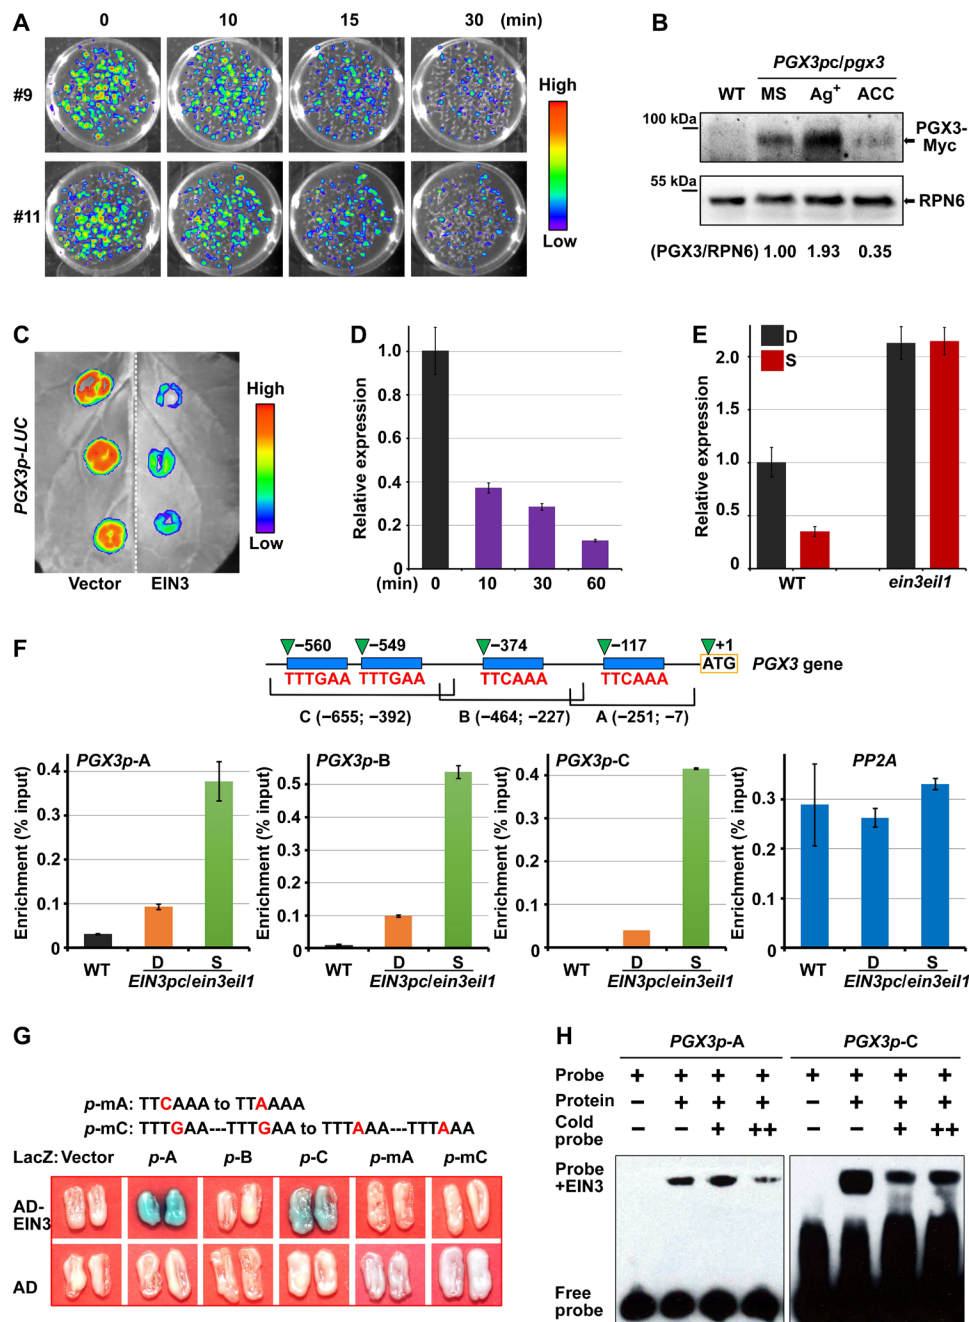 A
0 10 15 30 (min)
#9
#11
High
Low
B
PGX3pc/pgx3
WT MS Ag+ ACC
100 kDa
PGX3-
Myc
55 kDa
RPN6
(PGX3/RPN6) 1.00 1.93 0.35
C
PGX3p-LUC
High
Low
Vector EIN3
D
Relative expression
1.0
0.8
0.6
0.4
0.2
0
(min) 0 10 30 60
E
D
S
Relative expression
2.0
1.5
1.0
0.5
0
WT ein3eil1
F
−560 −549 −374 −117 +1
ATG PGX3 gene
TTTGAA TTTGAA TTCAAA TTCAAA
C (−655; −392) B (−464; −227) A (−251; −7)
PGX3p-A
Enrichment (% input)
0.4
0.3
0.2
0.1
0
WT D S
EIN3pc/ein3eil1
PGX3p-B
Enrichment (% input)
0.5
0.4
0.3
0.2
0.1
0
WT D S
EIN3pc/ein3eil1
PGX3p-C
Enrichment (% input)
0.4
0.3
0.2
0.1
0
WT D S
EIN3pc/ein3eil1
PP2A
Enrichment (% input)
0.3
0.2
0.1
0
WT D S
EIN3pc/ein3eil1
G
p-mA: TTCAAA to TTAAAA
p-mC: TTTGAA---TTTGAA to TTTAAA---TTTAAA
LacZ: Vector p-A p-B p-C p-mA p-mC
AD-
EIN3
AD
H
PGX3p-A PGX3p-C
Probe + + + + + + + +
Protein − + + + − + + +
Cold
probe − − + ++ − − + ++
Probe
+EIN3
Free
probe